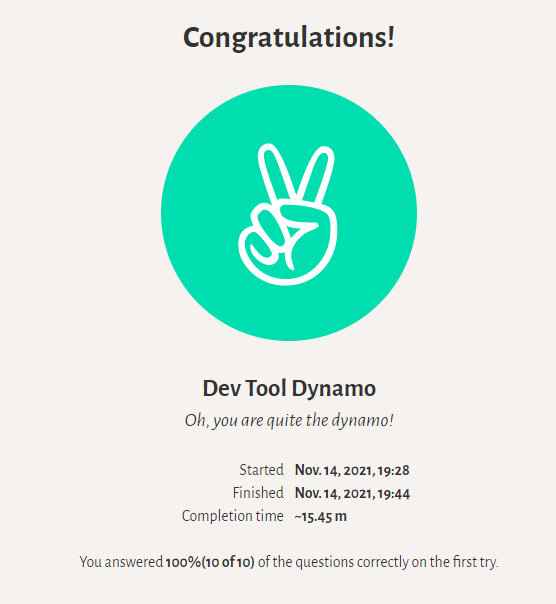 Congratulations!
Dev Tool Dynamo
Oh, you are quite the dynamo!
Started Nov. 14, 2021, 19:28
Finished Nov. 14, 2021, 19:44
Completion time ~15.45 m
You answered 100%(10 of 10) of the questions correctly on the first try.